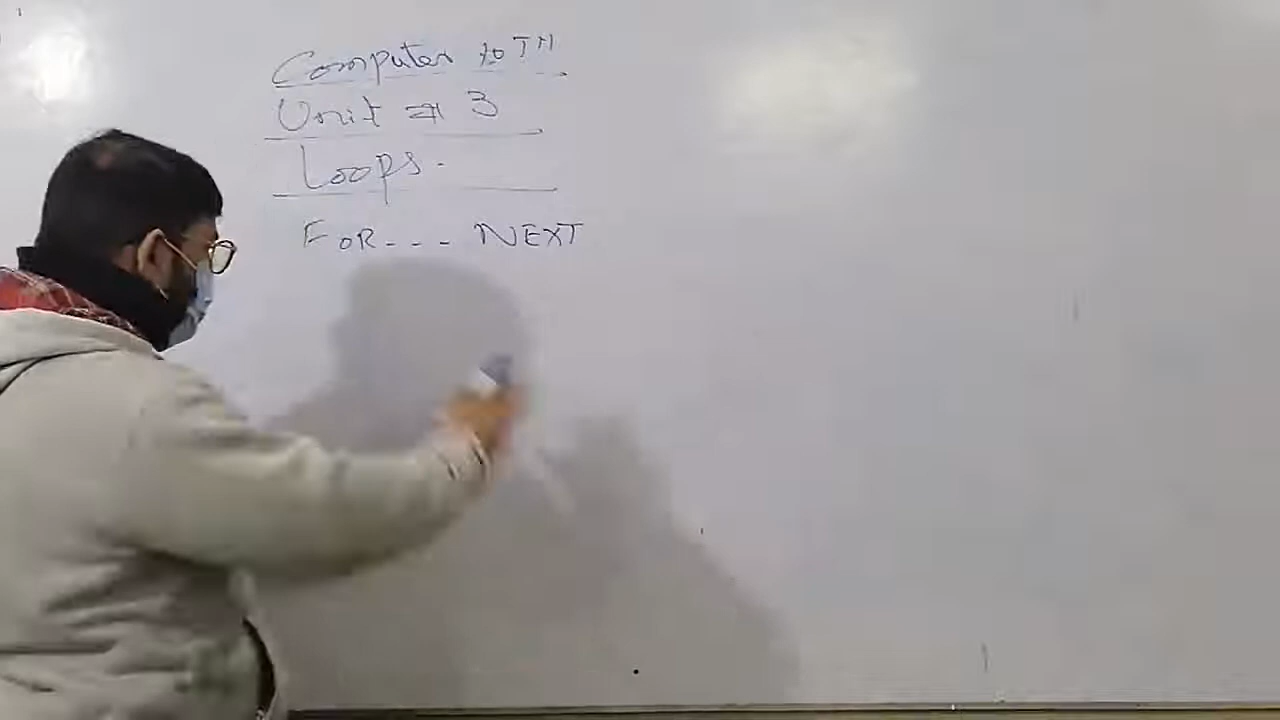 Computer 10TH
Unit # 3
Loops.
FOR--- NEXT